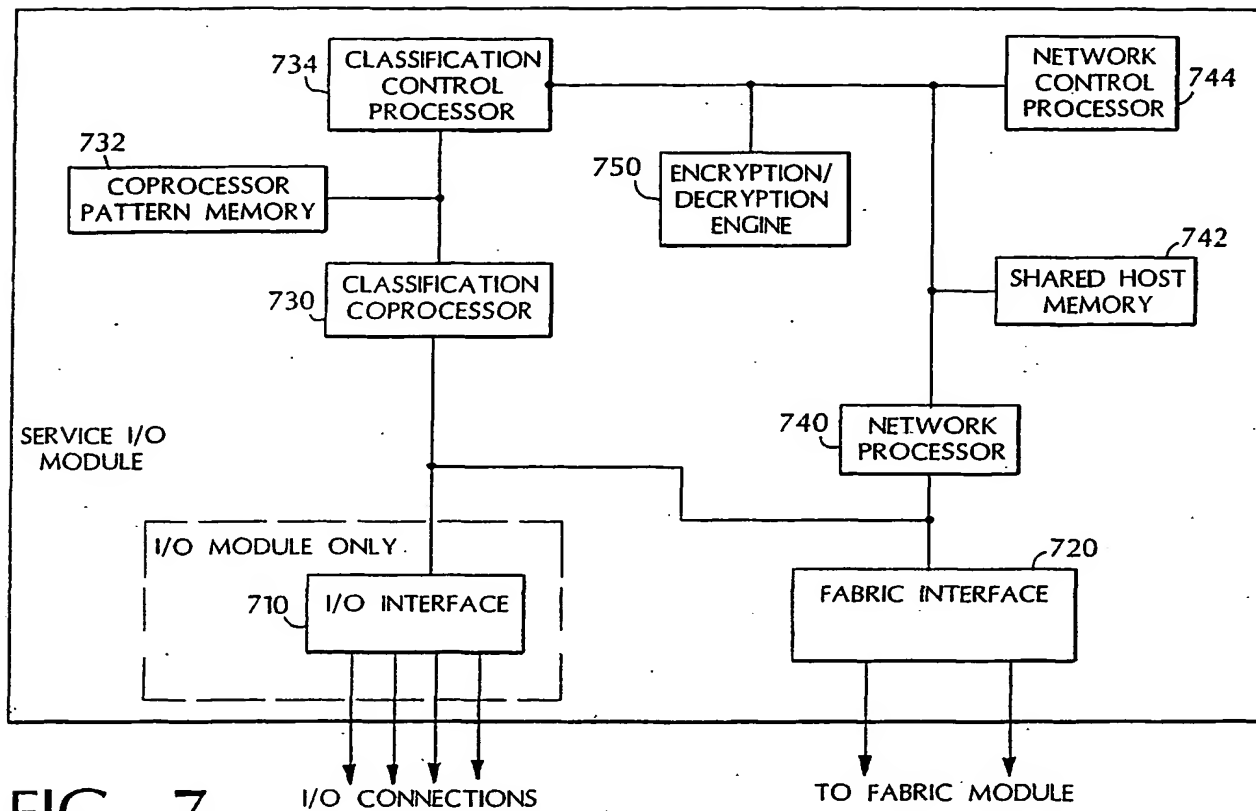 734
CLASSIFICATION
CONTROL
PROCESSOR
NETWORK
CONTROL
PROCESSOR
744
732
COPROCESSOR
PATTERN MEMORY
750
ENCRYPTION/
DECRYPTION
ENGINE
742
SHARED HOST
MEMORY
730
CLASSIFICATION
COPROCESSOR
740
NETWORK
PROCESSOR
SERVICE I/O
MODULE
I/O MODULE ONLY
710
I/O INTERFACE
720
FABRIC INTERFACE
FIG. 7
I/O CONNECTIONS
TO FABRIC MODULE